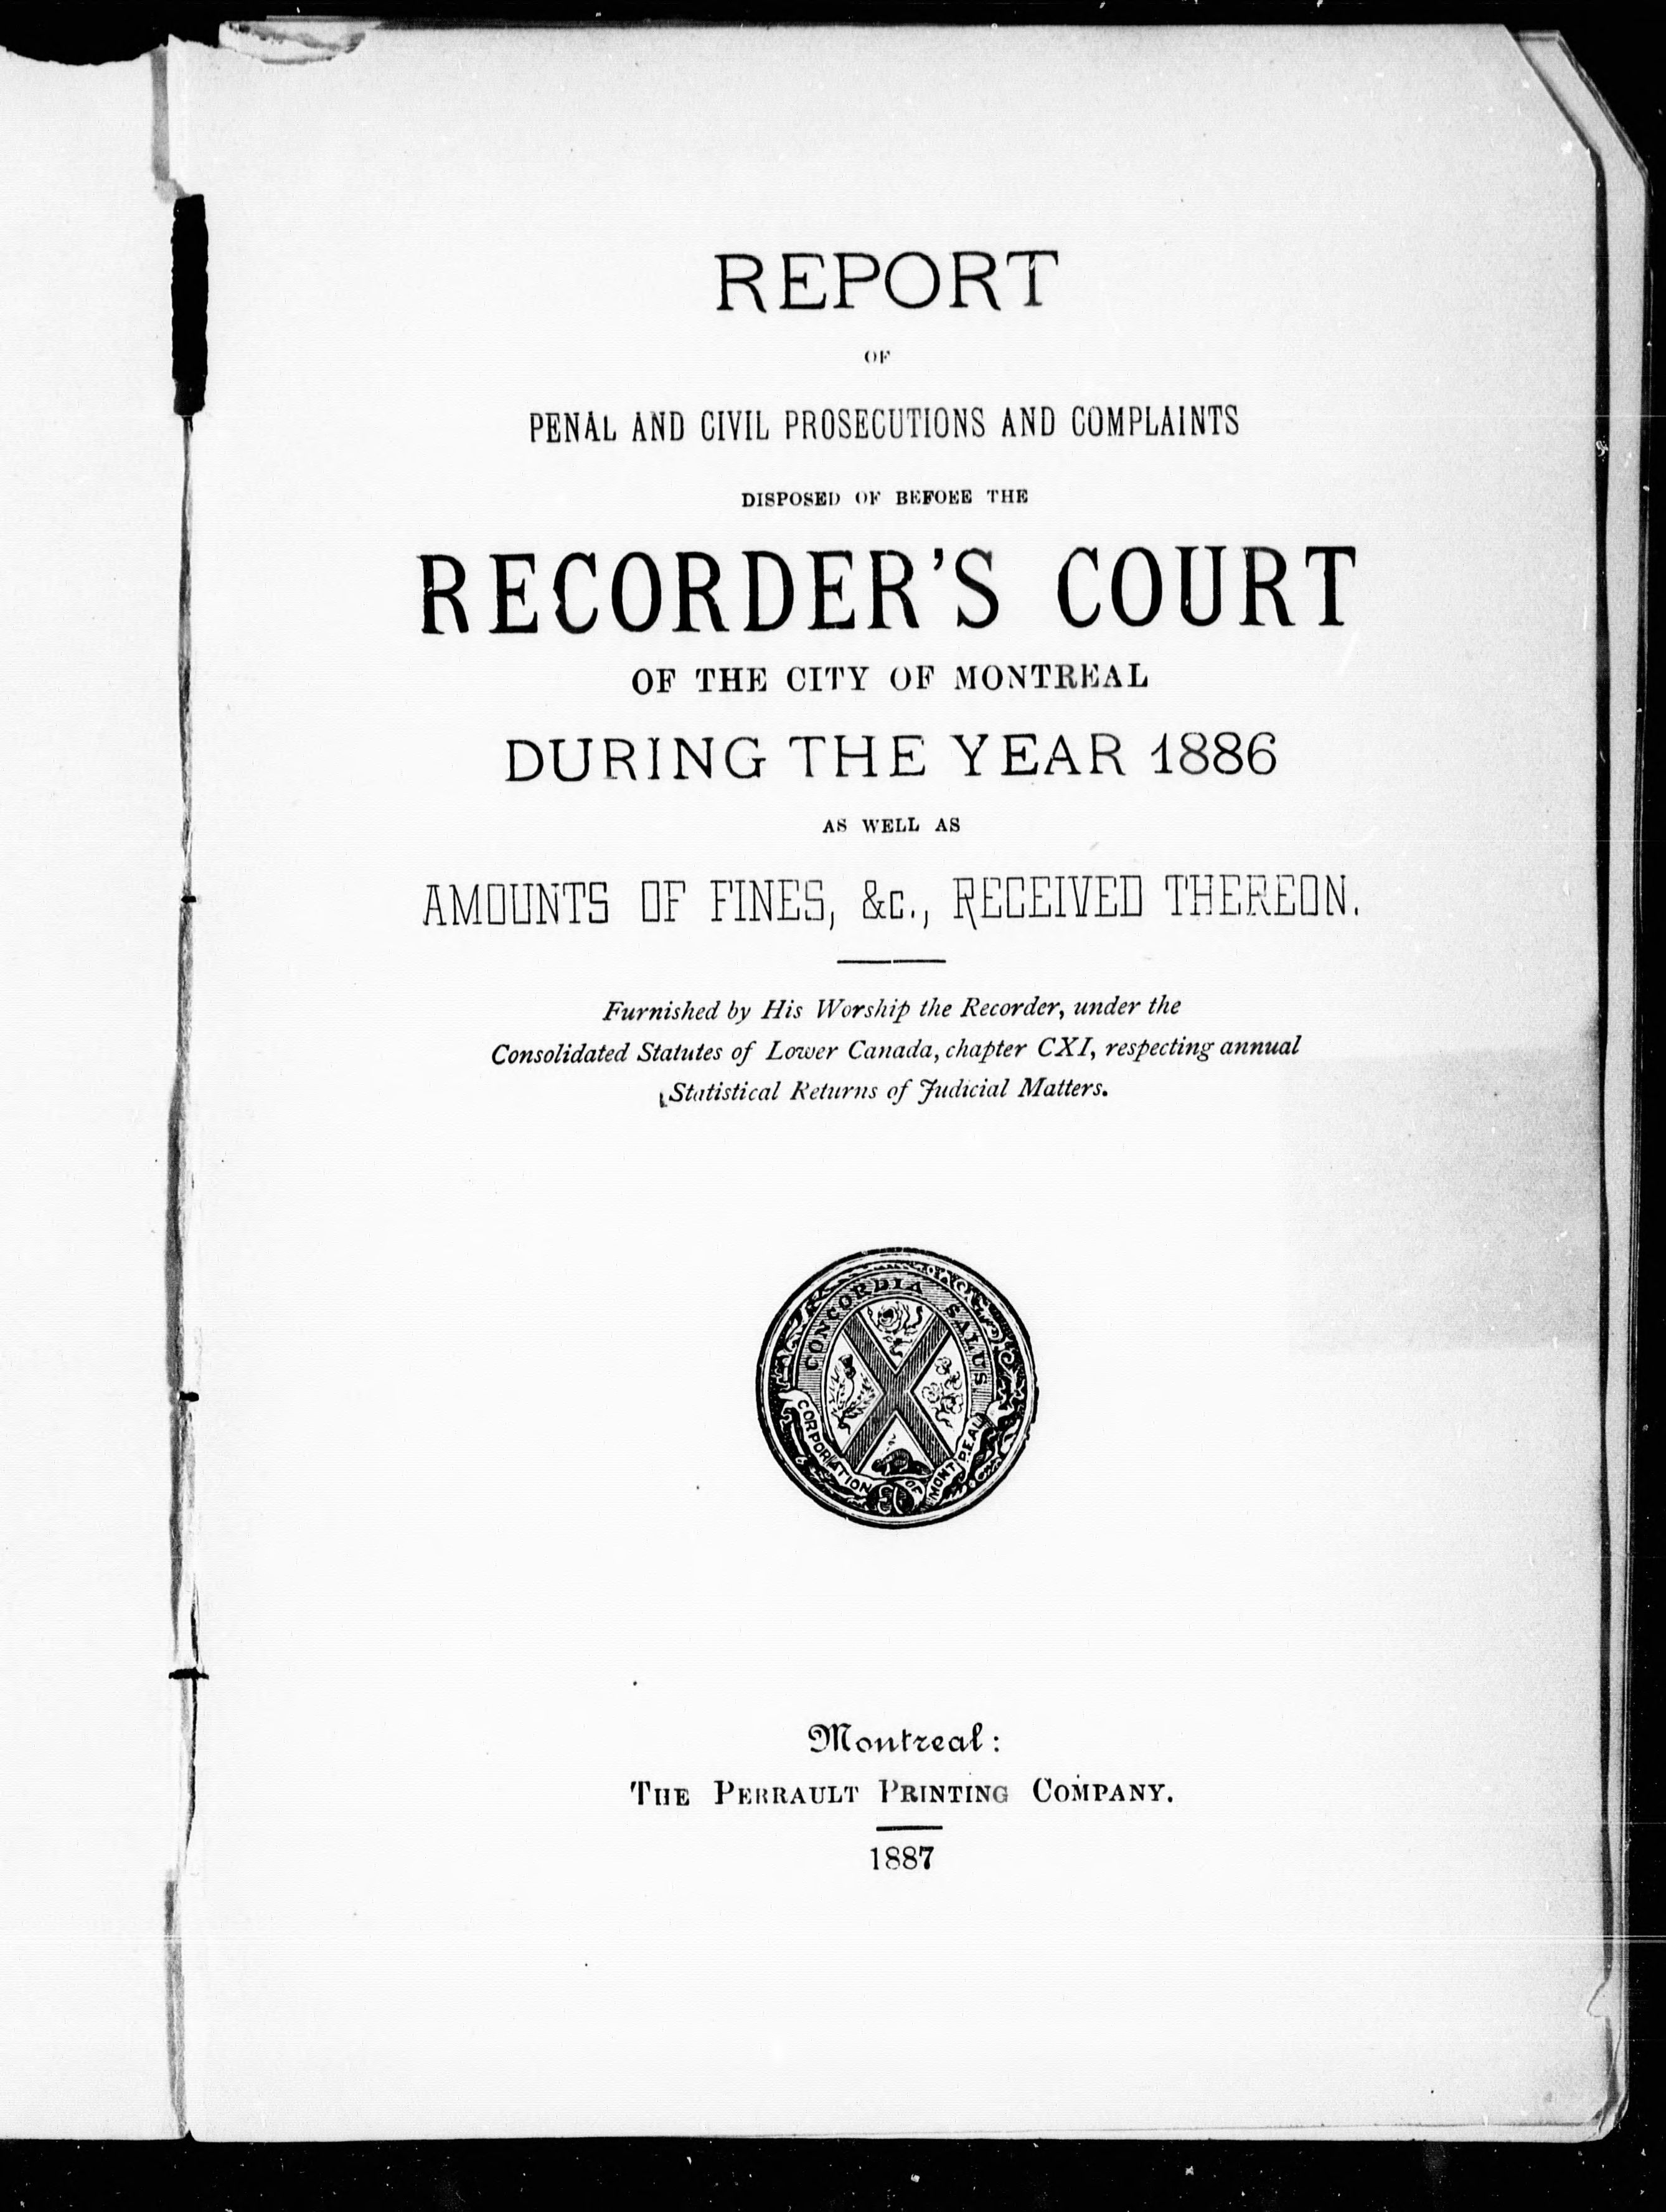 REPORT
OF
PENAL AND CIVIL PROSECUTIONS AND COMPLAINTS
DISPOSED OF BEFOEE THE
RECORDER'S COURT
OF THE CITY OF MONTREAL
DURING THE YEAR 1886
AS WELL AS
AMOUNTS OF FINES, &c., RECEIVED THEREON.
Furnished by His Worship the Recorder, under the
Consolidated Statutes of Lower Canada, chapter CXI, respecting annual
Statistical Returns of Judicial Matters.
CONCORDIA SALUS
CORPORATION OF MONTREAL
Montreal:
THE PERRAULT PRINTING COMPANY.
1887